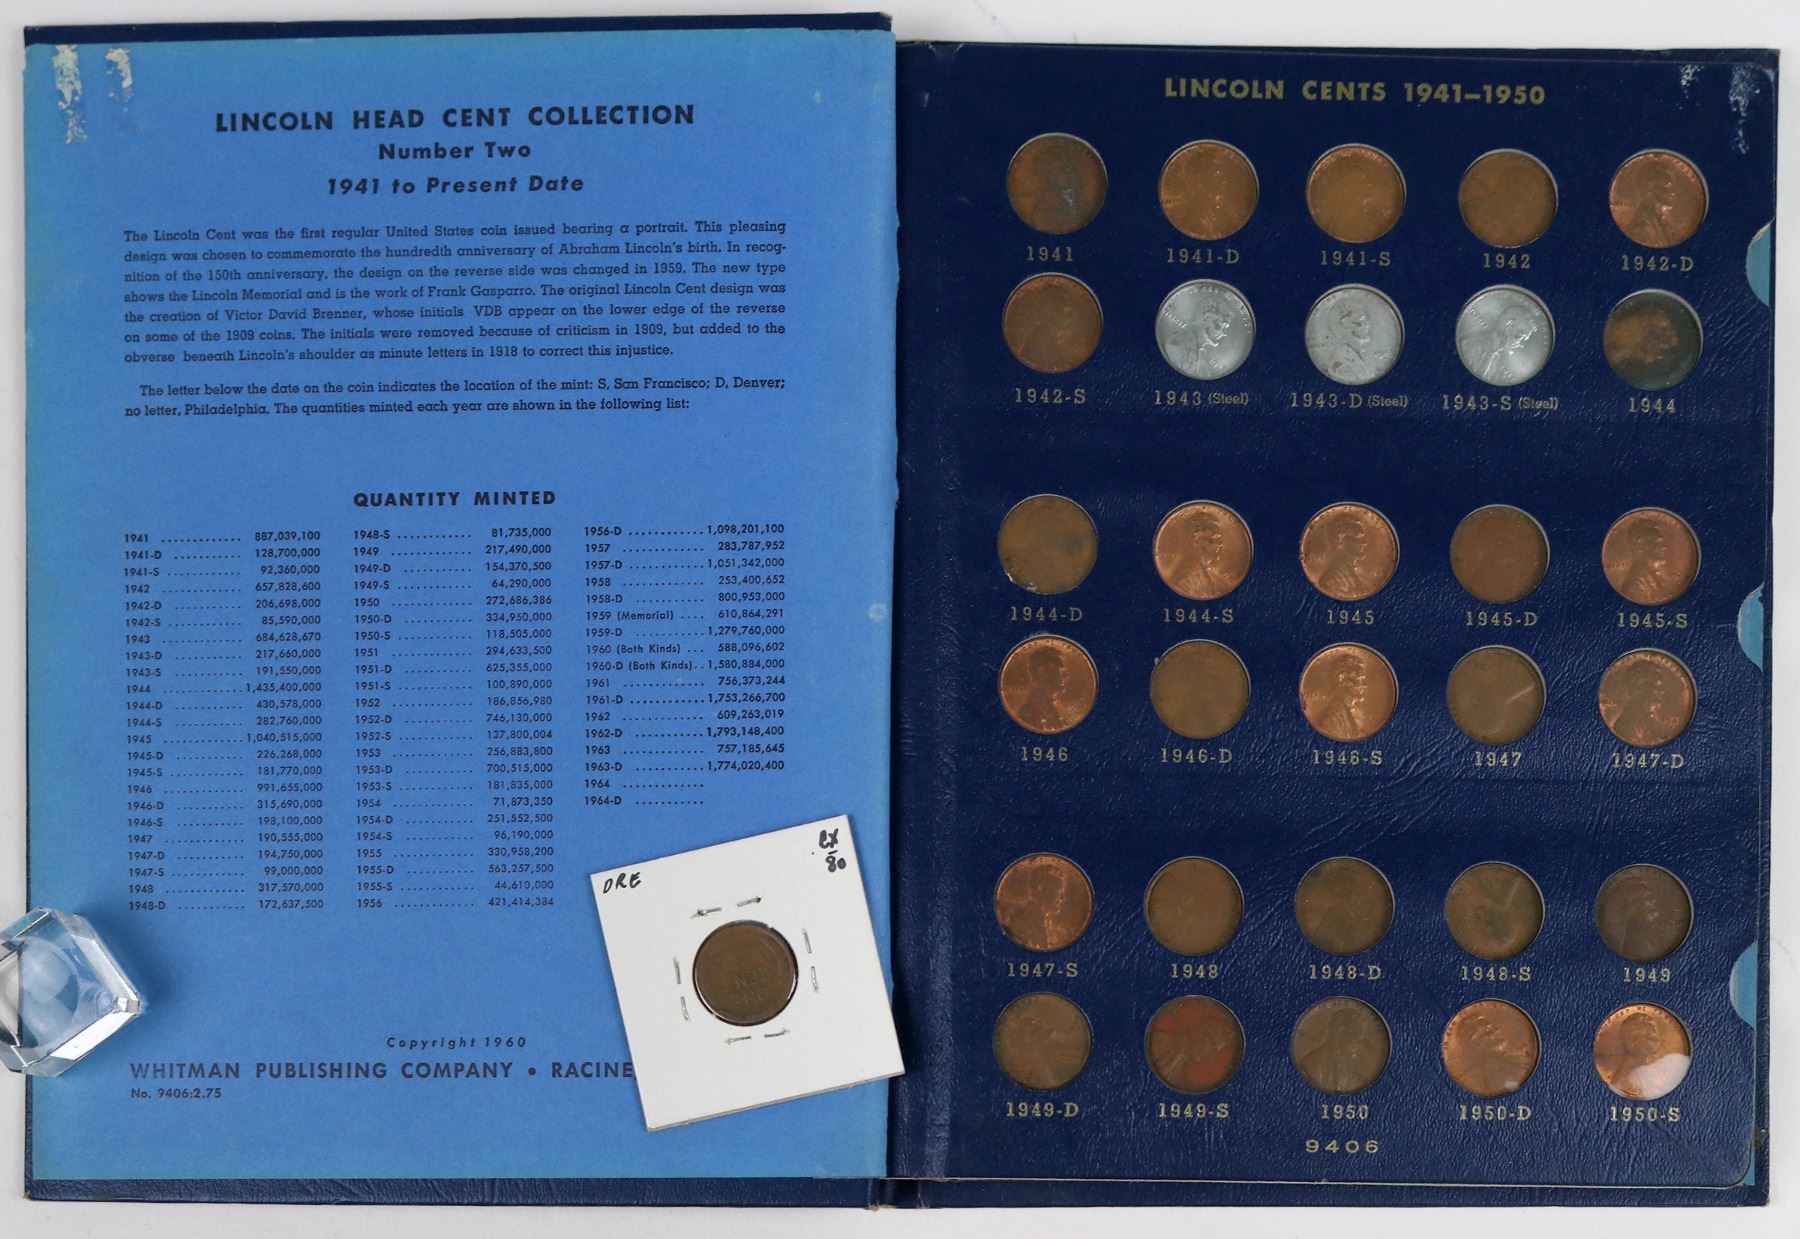 LINCOLN HEAD CENT COLLECTION
Number Two
1941 to Present Date
The Lincoln Cent was the first regular United States coin issued bearing a portrait. This pleasing
design was chosen to commemorate the hundredth anniversary of Abraham Lincoln's birth. In recog-
nition of the 150th anniversary, the design on the reverse side was changed in 1959. The new type
shows the Lincoln Memorial and is the work of Frank Gasparro. The original Lincoln Cent design was
the creation of Victor David Brenner, whose initials VDB appear on the lower edge of the reverse
on some of the 1909 coins. The initials were removed because of criticism in 1909, but added to the
obverse beneath Lincoln's shoulder as minute letters in 1918 to correct this injustice.
The letter below the date on the coin indicates the location of the mint: S, San Francisco; D, Denver;
no letter, Philadelphia. The quantities minted each year are shown in the following list:
QUANTITY MINTED
1941 ............ 887,039,100
1941-D ........... 128,700,000
1941-S ........... 92,360,000
1942 ............ 657,828,600
1942-D ........... 206,698,000
1942-S ........... 85,590,000
1943 ............ 684,628,670
1943-D ........... 217,660,000
1943-S ........... 191,550,000
1944 ............ 1,435,400,000
1944-D ........... 430,578,000
1944-S ........... 282,760,000
1945 ............ 1,040,515,000
1945-D ........... 226,268,000
1945-S ........... 181,770,000
1946 ............ 991,655,000
1946-D ........... 315,690,000
1946-S ........... 198,100,000
1947 ............ 190,555,000
1947-D ........... 194,750,000
1947-S ........... 99,000,000
1948 ............ 317,570,000
1948-D ........... 172,637,500
1948-S ........... 81,735,000
1949 ............ 217,490,000
1949-D ........... 154,370,500
1949-S ........... 64,290,000
1950 ............ 272,686,386
1950-D ........... 334,950,000
1950-S ........... 118,505,000
1951 ............ 294,633,500
1951-D ........... 625,355,000
1951-S ........... 100,890,000
1952 ............ 186,856,980
1952-D ........... 746,130,000
1952-S ........... 137,800,004
1953 ............ 256,883,800
1953-D ........... 700,515,000
1953-S ........... 181,835,000
1954 ............ 71,873,350
1954-D ........... 251,552,500
1954-S ........... 96,190,000
1955 ............ 330,958,200
1955-D ........... 563,257,500
1955-S ........... 44,610,000
1956 ............ 421,414,384
1956-D ............ 1,098,201,100
1957 ............ 283,787,952
1957-D ............ 1,051,342,000
1958 ............ 253,400,652
1958-D ............ 800,953,000
1959 (Memorial) .... 610,864,291
1959-D ............ 1,279,760,000
1960 (Both Kinds) ... 588,096,602
1960-D (Both Kinds).. 1,580,884,000
1961 ............ 756,373,244
1961-D ............ 1,753,266,700
1962 ............ 609,263,019
1962-D ............ 1,793,148,400
1963 ............ 757,185,645
1963-D ............ 1,774,020,400
1964 ............
1964-D ...........
Copyright 1960
WHITMAN PUBLISHING COMPANY • RACINE,
No. 9406:2.75
DRE
80
LINCOLN CENTS 1941–1950
1941 1941-D 1941-S 1942 1942-D
1942-S 1943 (Steel) 1943-D (Steel) 1943-S (Steel) 1944
1944-D 1944-S 1945 1945-D 1945-S
1946 1946-D 1946-S 1947 1947-D
1947-S 1948 1948-D 1948-S 1949
1949-D 1949-S 1950 1950-D 1950-S
9406